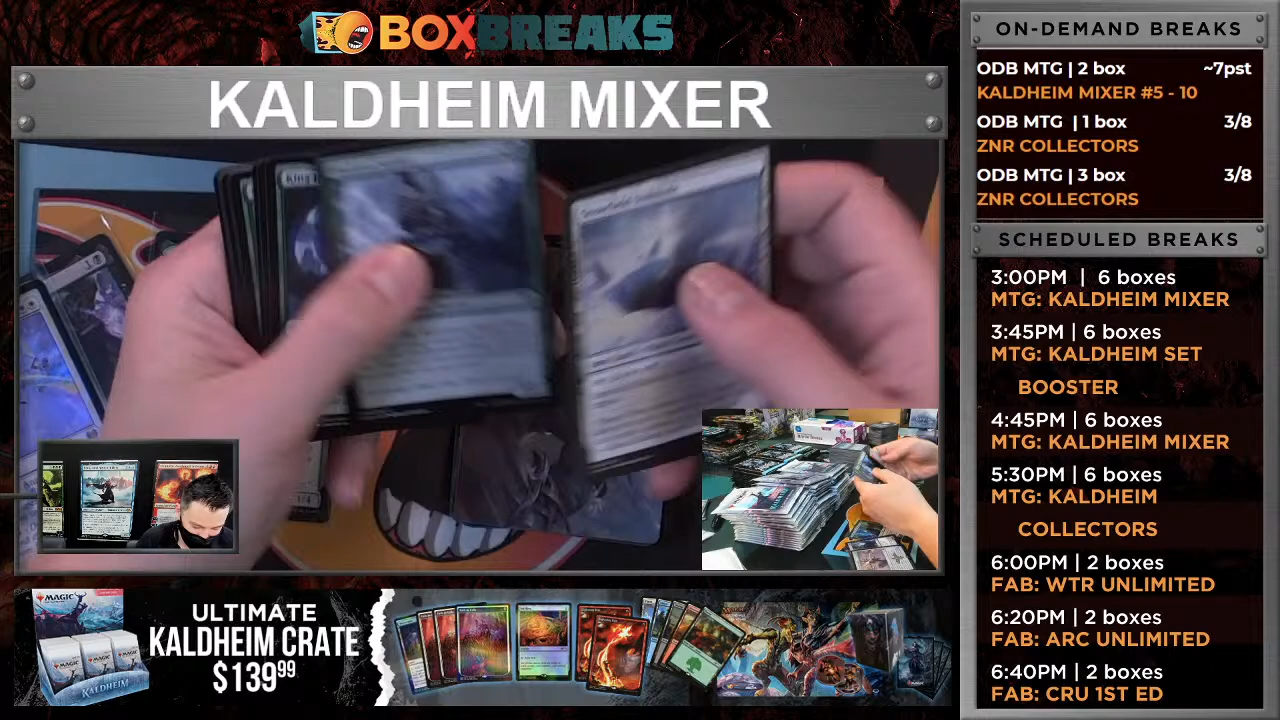 BOXBREAKS
KALDHEIM MIXER
King
ULTIMATE
KALDHEIM CRATE
$139.99
MAGIC
KALDHEIM
ON-DEMAND BREAKS
ODB MTG | 2 box ~7pst
KALDHEIM MIXER #5 - 10
ODB MTG | 1 box 3/8
ZNR COLLECTORS
ODB MTG | 3 box 3/8
ZNR COLLECTORS
SCHEDULED BREAKS
3:00PM | 6 boxes
MTG: KALDHEIM MIXER
3:45PM | 6 boxes
MTG: KALDHEIM SET
BOOSTER
4:45PM | 6 boxes
MTG: KALDHEIM MIXER
5:30PM | 6 boxes
MTG: KALDHEIM
COLLECTORS
6:00PM | 2 boxes
FAB: WTR UNLIMITED
6:20PM | 2 boxes
FAB: ARC UNLIMITED
6:40PM | 2 boxes
FAB: CRU 1ST ED